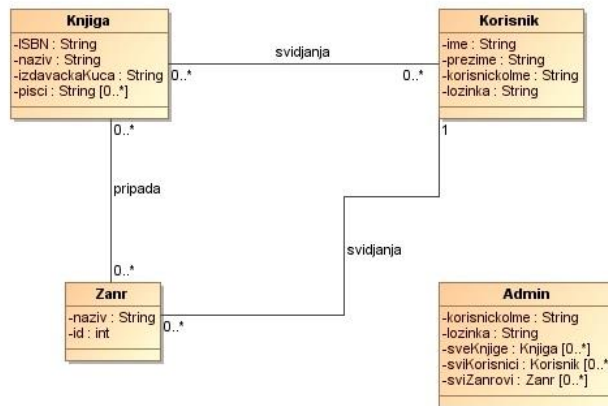 Knjiga
-ISBN : String
-naziv : String
-izdavackaKuca : String
-pisci : String [0..*]
Korisnik
-ime : String
-prezime : String
-korisnickoIme : String
-lozinka : String
svidjanja
0..*
0..*
0..*
1
pripada
svidjanja
0..*
0..*
Zanr
-naziv : String
-id : int
Admin
-korisnickoIme : String
-lozinka : String
-sveKnjige : Knjiga [0..*]
-sviKorisnici : Korisnik [0..*
-sviZanrovi : Zanr [0..*]